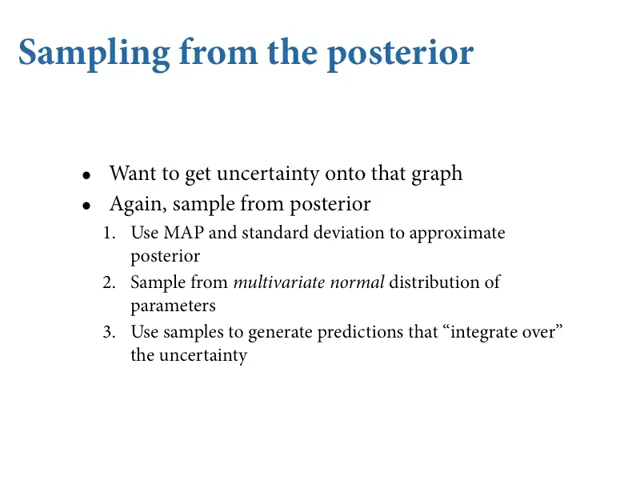 Sampling from the posterior
• Want to get uncertainty onto that graph
• Again, sample from posterior
1. Use MAP and standard deviation to approximate
posterior
2. Sample from multivariate normal distribution of
parameters
3. Use samples to generate predictions that “integrate over”
the uncertainty